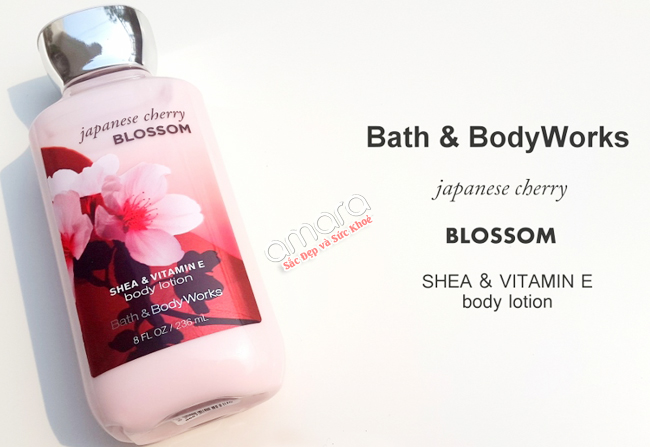 japanese cherry
BLOSSOM
SHEA & VITAMIN E
body lotion
Bath & BodyWorks
8 FL OZ / 236 mL
amara
Sắc Đẹp và Sức Khoẻ
Bath & BodyWorks
japanese cherry
BLOSSOM
SHEA & VITAMIN E
body lotion